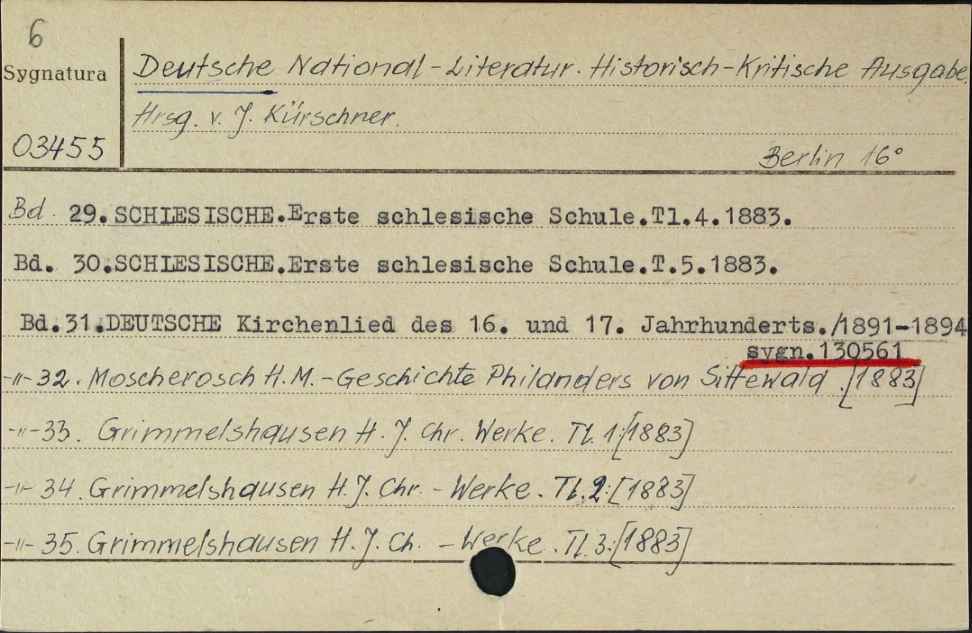 6
Sygnatura
Deutsche National-Literatur. Historisch-Kritische Ausgabe.
Hrsg. v. J. Kürschner.
03455
Berlin 16°
Bd. 29.SCHLESISCHE.Erste schlesische Schule.Tl.4.1883.
Bd. 30.SCHLESISCHE.Erste schlesische Schule.T.5.1883.
Bd.31.DEUTSCHE Kirchenlied des 16. und 17. Jahrhunderts./1891-1894
sygn.130561
-"- 32. Moscherosch H.M.-Geschichte Philanders von Sittewald.[1883]
-"- 33. Grimmelshausen H. J. Chr. Werke. Tl. 1:[1883]
-"- 34. Grimmelshausen H. J. Chr. - Werke. Tl. 2:[1883]
-"- 35. Grimmelshausen H. J. Ch. - Werke. Tl. 3:[1883]